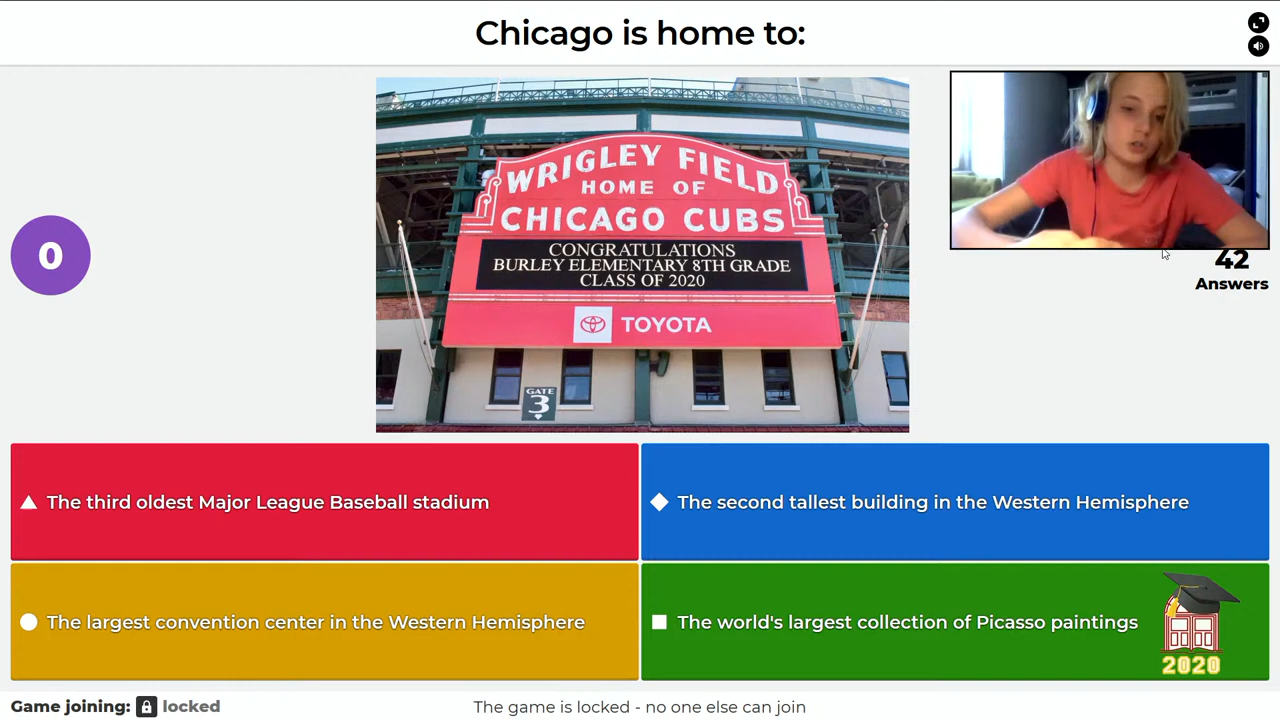 Chicago is home to:
WRIGLEY FIELD
HOME OF
CHICAGO CUBS
CONGRATULATIONS
BURLEY ELEMENTARY 8TH GRADE
CLASS OF 2020
TOYOTA
GATE
3
0
42
Answers
The third oldest Major League Baseball stadium
The second tallest building in the Western Hemisphere
The largest convention center in the Western Hemisphere
The world's largest collection of Picasso paintings
2020
Game joining: locked
The game is locked - no one else can join